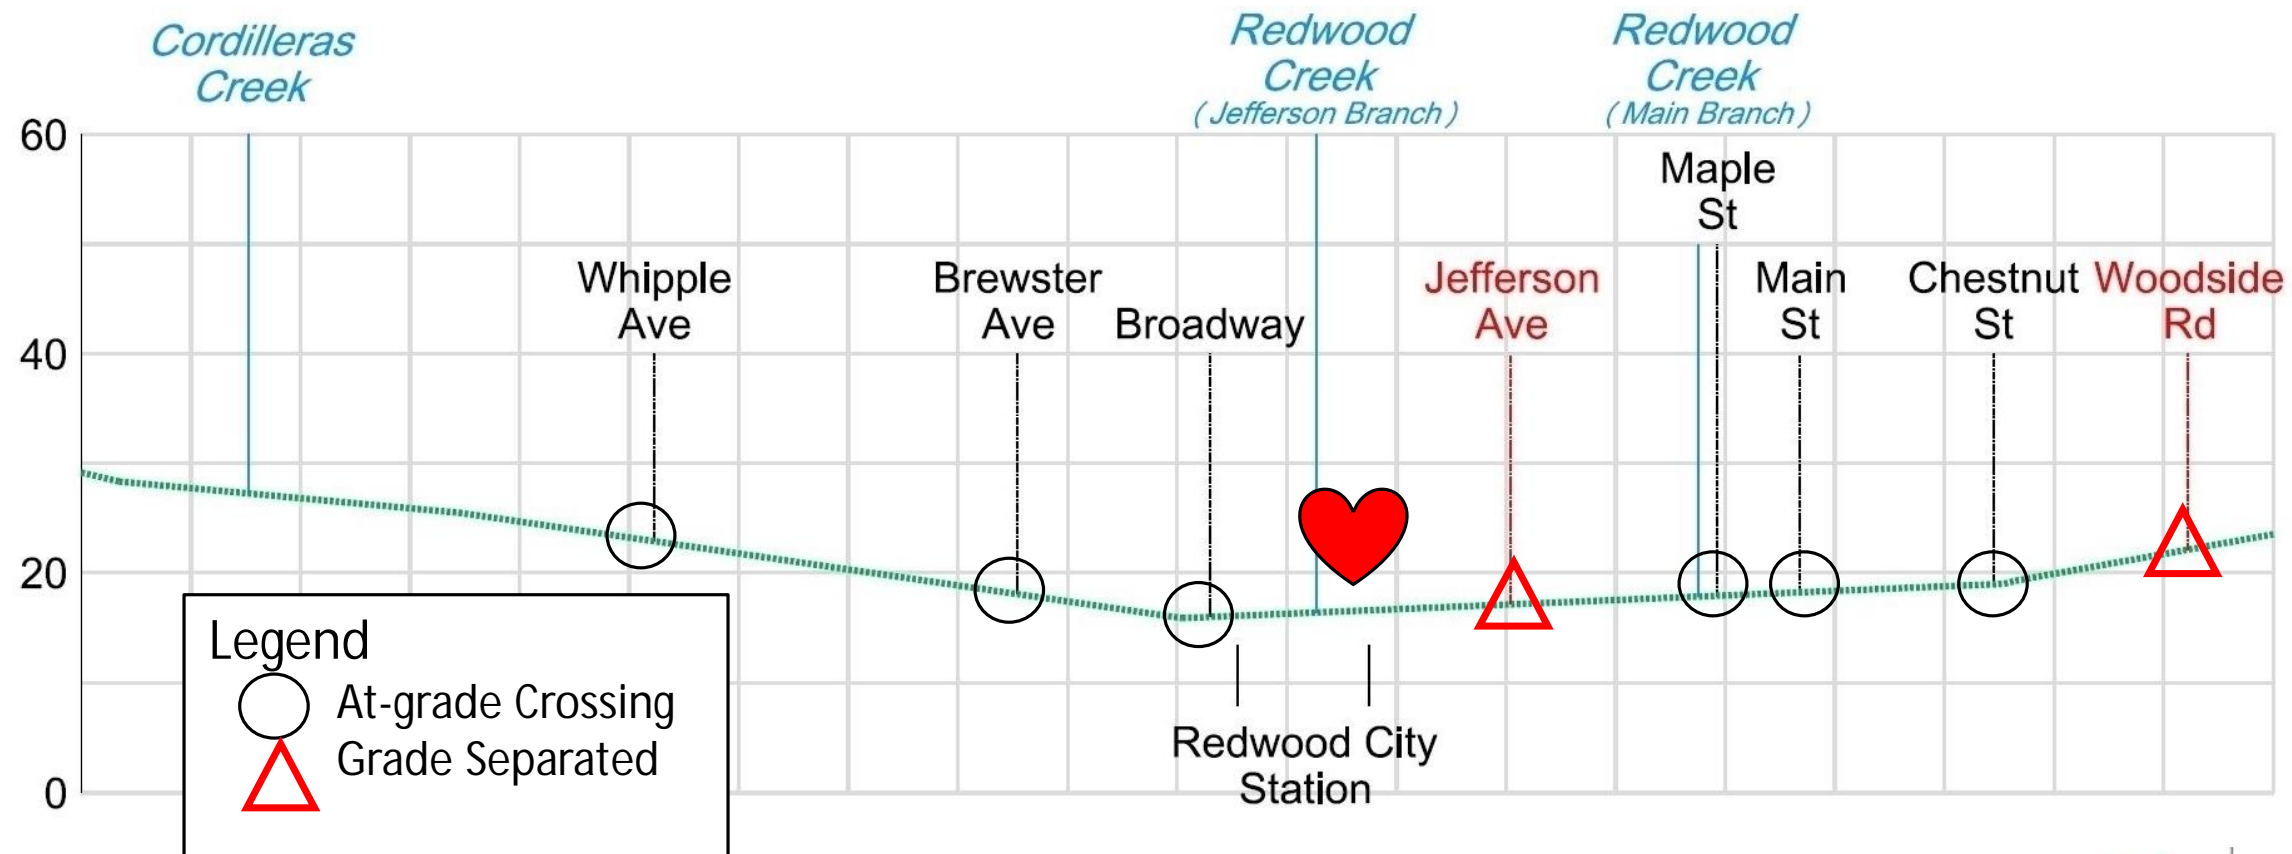 Cordilleras
Creek
Redwood
Creek
( Jefferson Branch )
Redwood
Creek
( Main Branch )
60
Maple
St
Whipple
Ave
Brewster
Ave
Broadway
Jefferson
Ave
Main
St
Chestnut
St
Woodside
Rd
40
20
Legend
At-grade Crossing
Grade Separated
Redwood City
Station
0